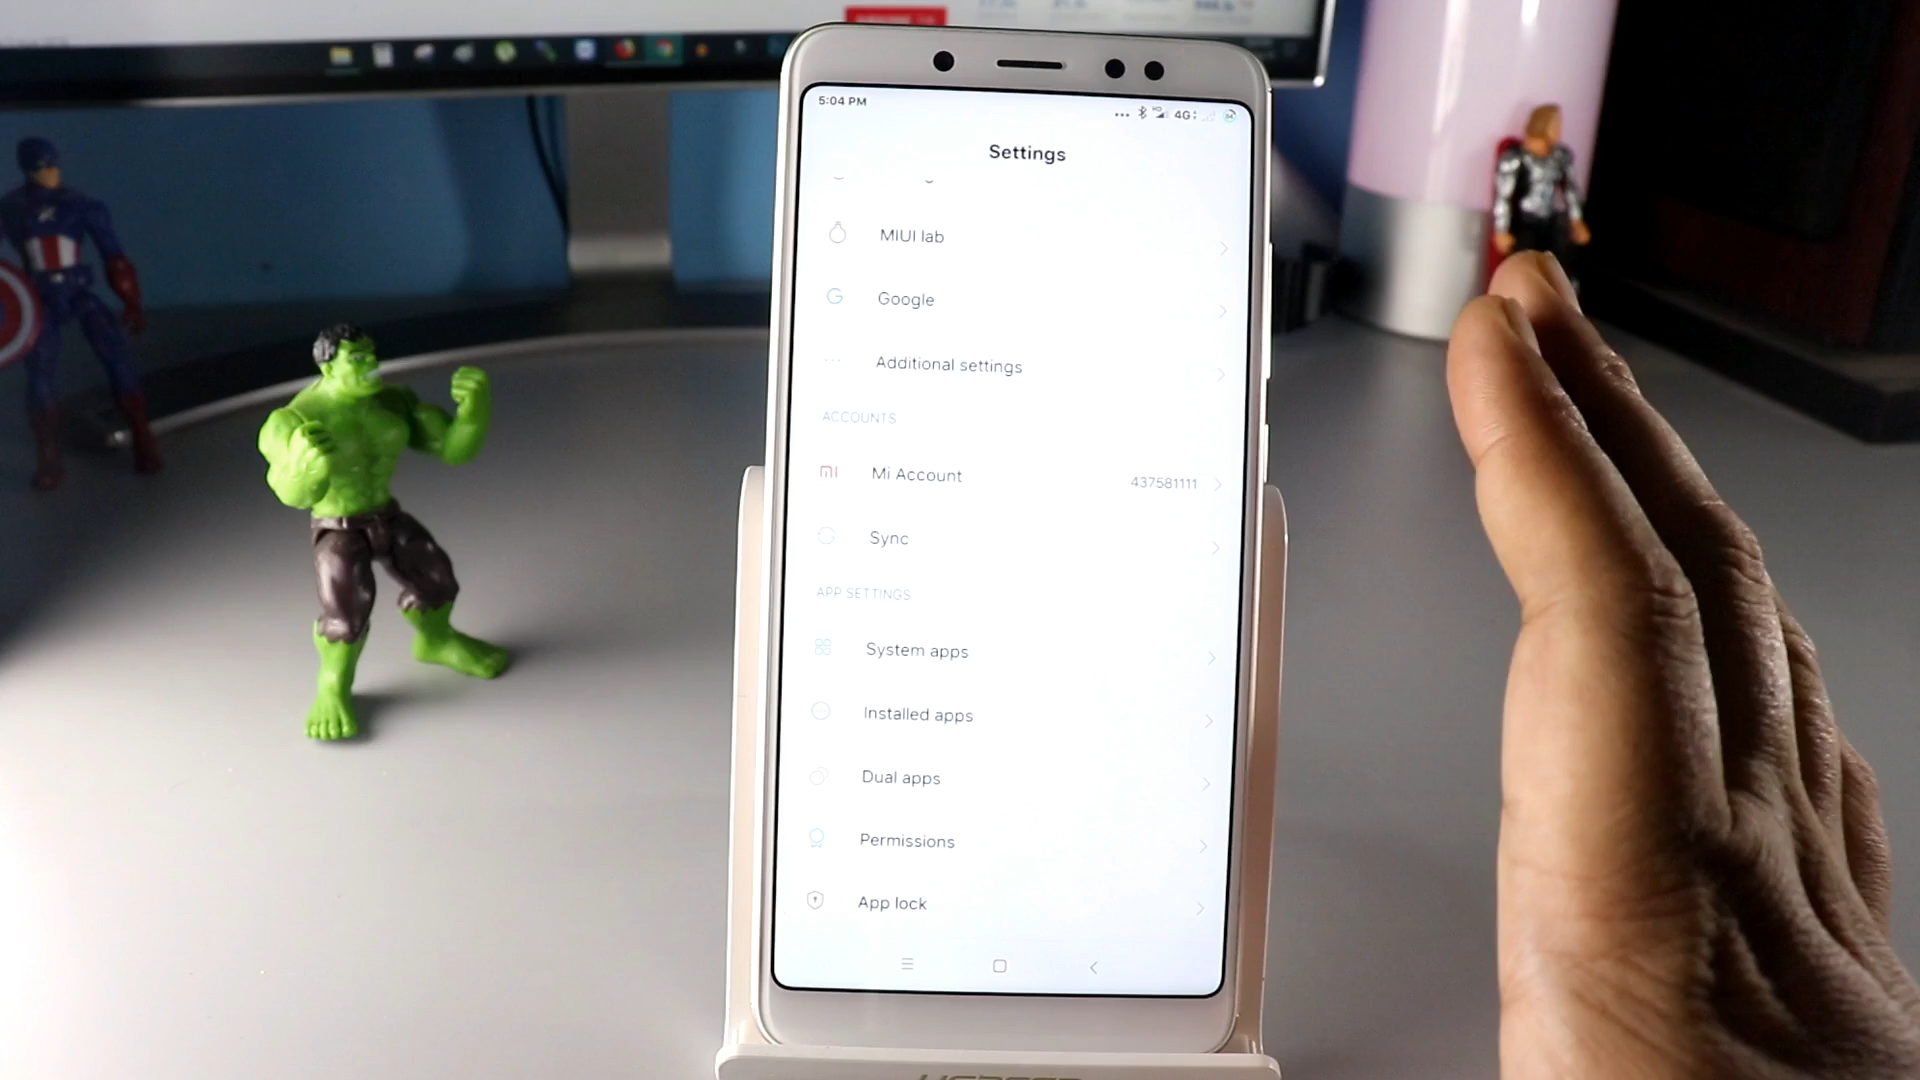 5:04 PM
4G
Settings
MIUI lab
Google
Additional settings
ACCOUNTS
Mi Account
437581111
Sync
APP SETTINGS
System apps
Installed apps
Dual apps
Permissions
App lock